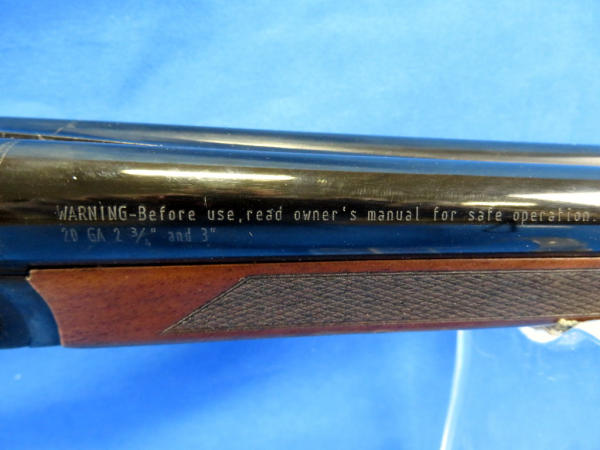 WARNING-Before use,read owner's manual for safe operation.
20 GA 2 3/4" and 3"